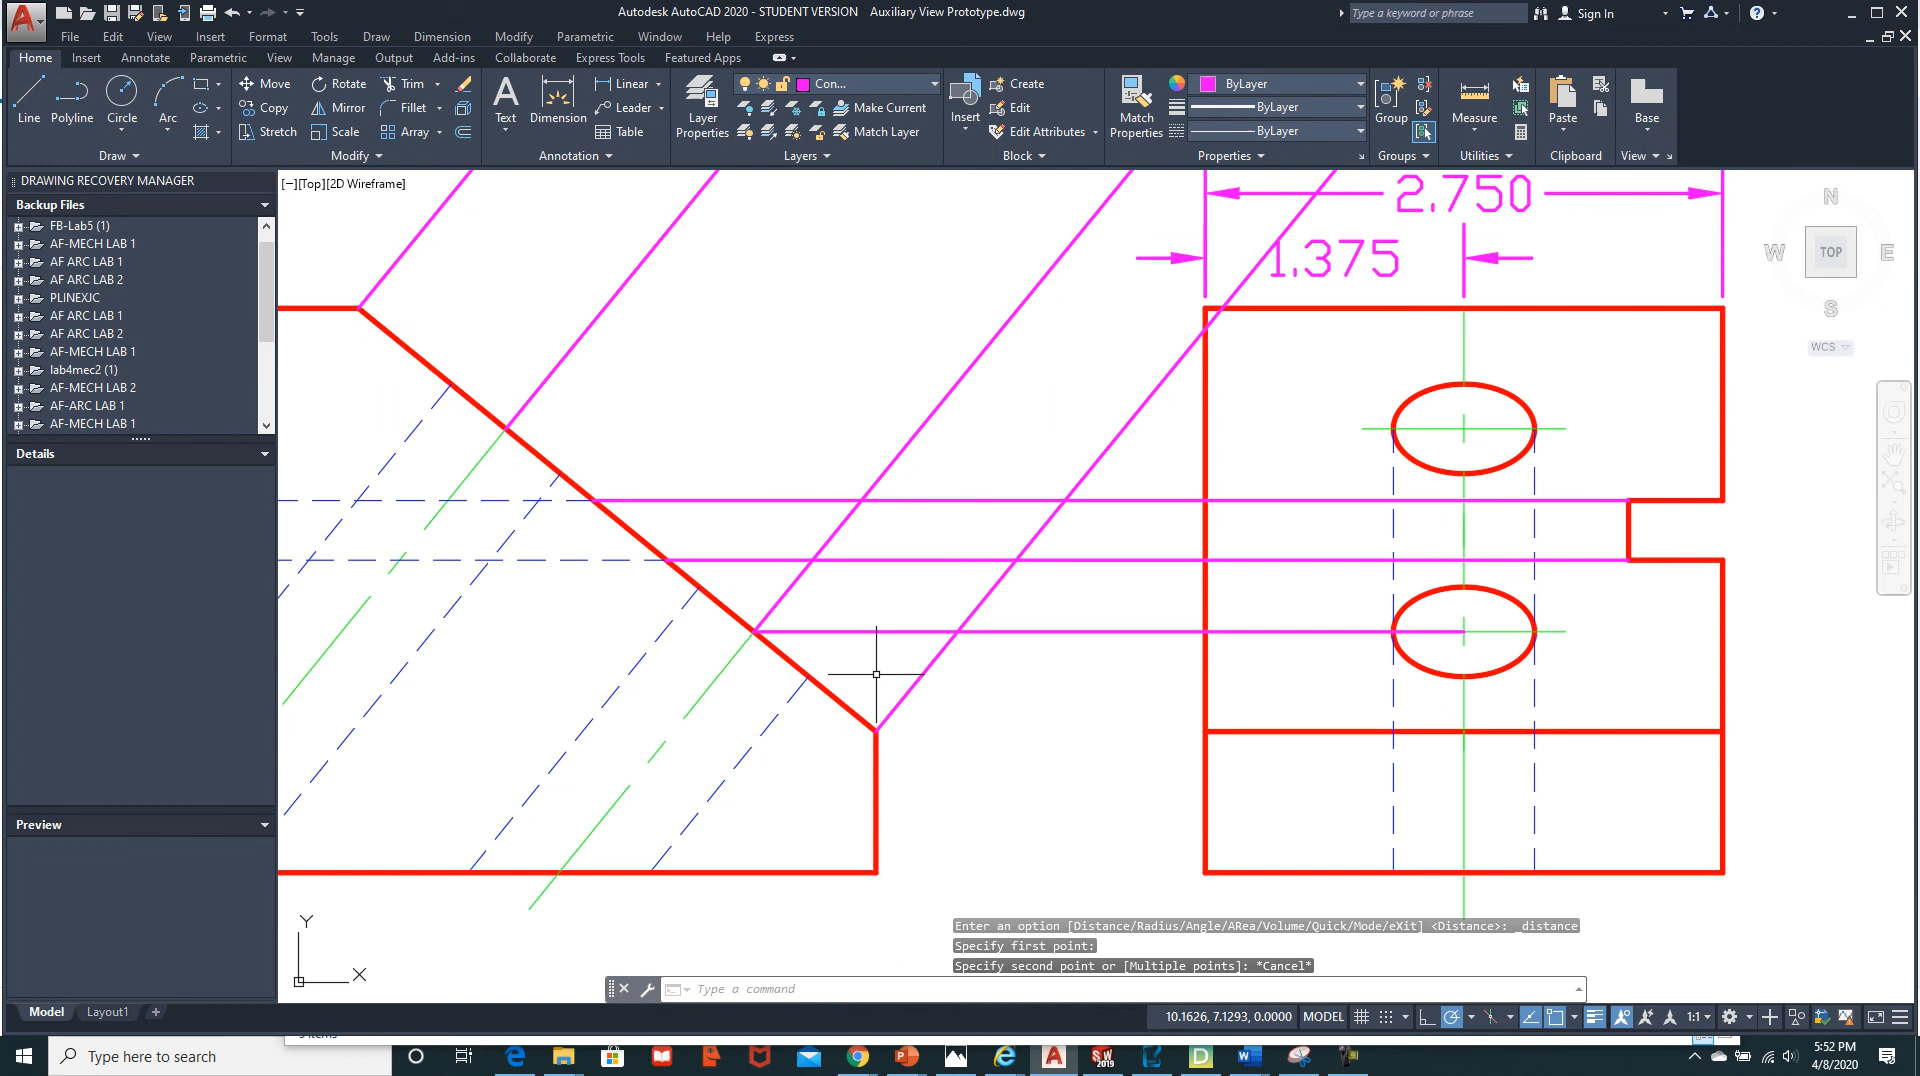 Autodesk AutoCAD 2020 - STUDENT VERSION Auxiliary View Prototype.dwg
Type a keyword or phrase
Sign In
File Edit View Insert Format Tools Draw Dimension Modify Parametric Window Help Express
Home Insert Annotate Parametric View Manage Output Add-ins Collaborate Express Tools Featured Apps
Line Polyline Circle Arc
Draw
Move Rotate Trim
Copy Mirror Fillet
Stretch Scale Array
Modify
Text Dimension
Linear
Leader
Table
Annotation
Layer Properties
Con...
Make Current
Match Layer
Layers
Insert
Create
Edit
Edit Attributes
Block
Match Properties
ByLayer
ByLayer
ByLayer
Properties
Group
Groups
Measure
Utilities
Paste
Clipboard
Base
View
DRAWING RECOVERY MANAGER
Backup Files
FB-Lab5 (1)
AF-MECH LAB 1
AF ARC LAB 1
AF ARC LAB 2
PLINEXJC
AF ARC LAB 1
AF ARC LAB 2
AF-MECH LAB 1
lab4mec2 (1)
AF-MECH LAB 2
AF-ARC LAB 1
AF-MECH LAB 1
Details
Preview
[−][Top][2D Wireframe]
2.750
1.375
N
W TOP E
S
WCS
Y
X
Enter an option [Distance/Radius/Angle/ARea/Volume/Quick/Mode/eXit] <Distance>: _distance
Specify first point:
Specify second point or [Multiple points]: *Cancel*
Type a command
Model Layout1 +
10.1626, 7.1293, 0.0000 MODEL 1:1
Type here to search
SW 2019
5:52 PM
4/8/2020